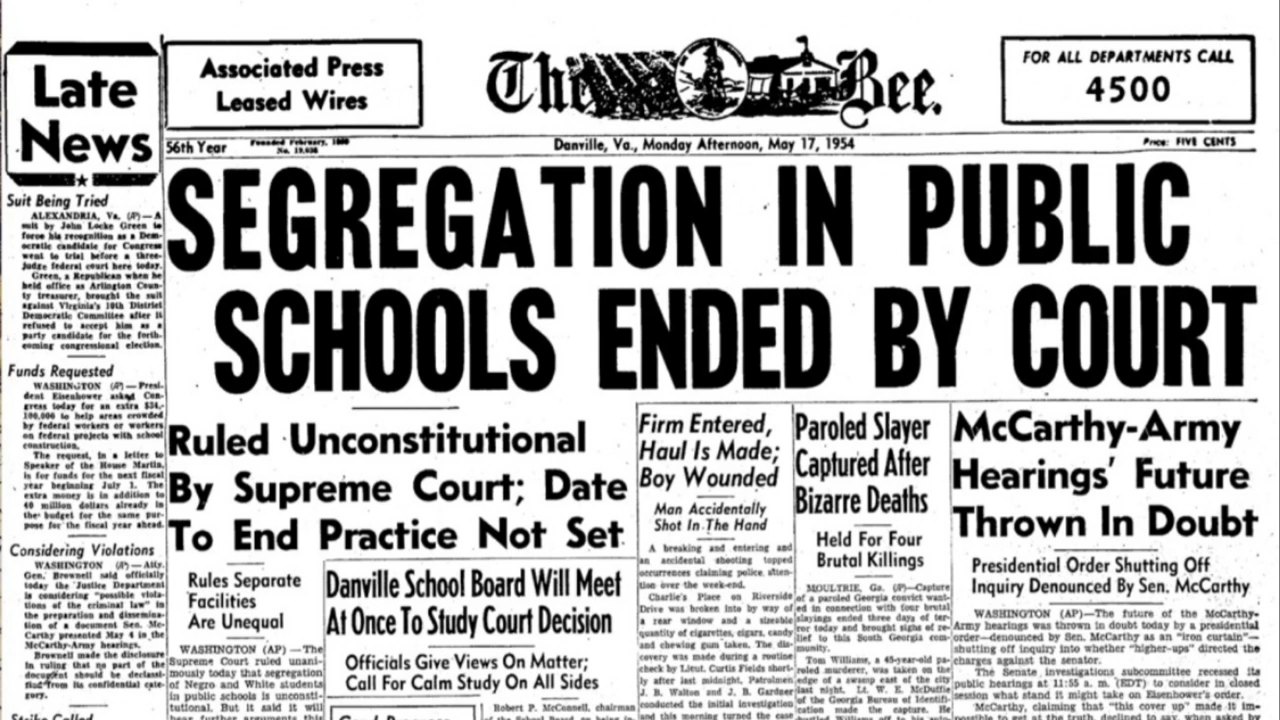 Late
News
Associated Press
Leased Wires
The Bee.
FOR ALL DEPARTMENTS CALL
4500
56th Year
Founded February, 1899
Danville, Va., Monday Afternoon, May 17, 1954
Price: FIVE CENTS
SEGREGATION IN PUBLIC
SCHOOLS ENDED BY COURT
Suit Being Tried
ALEXANDRIA, Va. (AP)—A
suit by John Locke Green to
force his recognition as a Dem-
ocratic candidate for Congress
went to trial before a three-
judge federal court here today.
Green, a Republican when he
held office as Arlington Coun-
ty treasurer, brought the suit
against Virginia's 10th District
Democratic Committee after it
refused to accept him as a
party candidate for the forth-
coming congressional election.
Funds Requested
WASHINGTON (AP)—Presi-
dent Eisenhower asked Con-
gress today for an extra $34,-
100,000 to help areas crowded
by federal workers or workers
on federal projects with school
construction.
The request, in a letter to
Speaker of the House Martin,
is for funds for the next fiscal
year beginning July 1. The
extra money is in addition to
40 million dollars already in
the budget for the same pur-
pose for the fiscal year ahead.
Considering Violations
WASHINGTON (AP)—Atty.
Gen. Brownell said officially
today the Justice Department
is considering "possible viola-
tions of the criminal law" in
the preparation and dissemina-
tion of a document Sen. Mc-
Carthy presented May 4 in the
McCarthy-Army hearings.
Brownell made the disclosure
in ruling that no part of the
document should be declassi-
fied from its confidential cate-
gory.
Strike Called
Ruled Unconstitutional
By Supreme Court; Date
To End Practice Not Set
Rules Separate
Facilities
Are Unequal
WASHINGTON (AP) —The
Supreme Court ruled unani-
mously today that segregation
of Negro and White students
in public schools is unconsti-
tutional. But it said it will
hear further arguments this
Danville School Board Will Meet
At Once To Study Court Decision
Officials Give Views On Matter;
Call For Calm Study On All Sides
Robert P. McConnell, chairman
Firm Entered,
Haul Is Made;
Boy Wounded
Man Accidentally
Shot In The Hand
A breaking and entering and
an accidental shooting topped
occurrences claiming police atten-
tion over the week-end.
Charlie's Place on Riverside
Drive was broken into by way of
a rear window and a sizeable
quantity of cigarettes, cigars, candy
and chewing gum taken. The dis-
covery was made during a routine
check by Lieut. Curtis Fields short-
ly after last midnight. Patrolmen
J. B. Walton and J. B. Gardner
conducted the initial investigation
and this morning turned the case
Paroled Slayer
Captured After
Bizarre Deaths
Held For Four
Brutal Killings
MOULTRIE, Ga. (AP)—Capture
of a paroled Georgia convict want-
ed in connection with four brutal
slayings ended three days of ter-
ror today and brought sighs of re-
lief to this South Georgia com-
munity.
Tom Williams, a 45-year-old pa-
roled murderer, was taken on the
edge of a swamp east of the city
last night. Lt. W. E. McDuffie
of the Georgia Bureau of Identifi-
cation made the capture. He
McCarthy-Army
Hearings' Future
Thrown In Doubt
Presidential Order Shutting Off
Inquiry Denounced By Sen. McCarthy
WASHINGTON (AP)—The future of the McCarthy-
Army hearings was thrown in doubt today by a presidential
order—denounced by Sen. McCarthy as an "iron curtain"—
shutting off inquiry into whether "higher-ups" directed the
charges against the senator.
The Senate investigations subcommittee recessed its
public hearings at 11:55 a. m. (EDT) to consider in closed
session what stand it might take on Eisenhower's order.
McCarthy, claiming that "this cover up" made it im-
possible to get at the truth, declined to say, when asked by